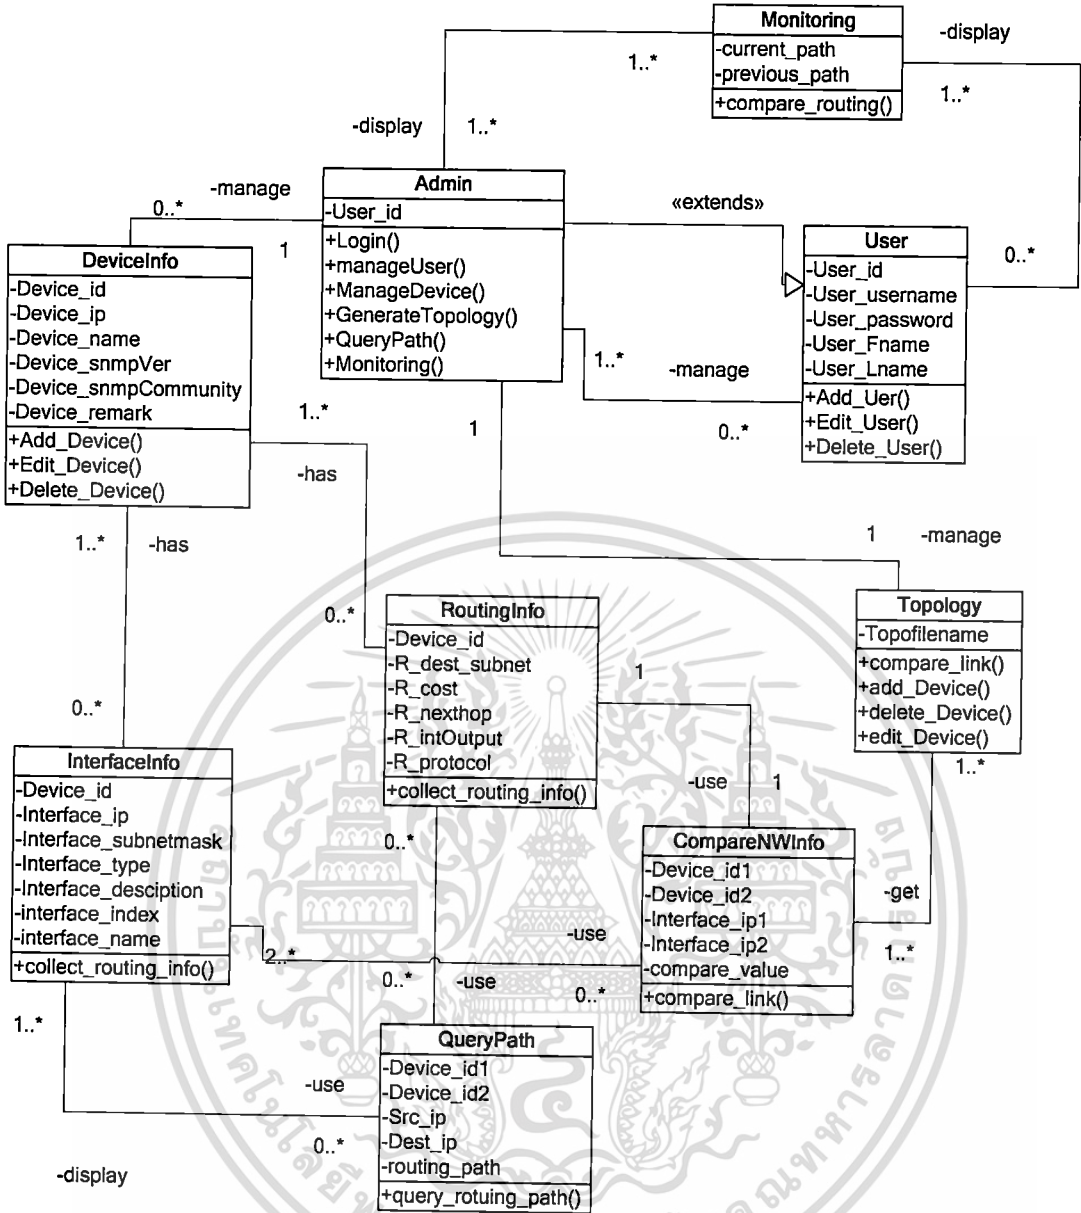 Monitoring
-current_path
-previous_path
+compare_routing()
-display
1..*
1..*
-display
1..*
Admin
-User_id
+Login()
+manageUser()
+ManageDevice()
+GenerateTopology()
+QueryPath()
+Monitoring()
-manage
0..*
1
«extends»
User
-User_id
-User_username
-User_password
-User_Fname
-User_Lname
+Add_Uer()
+Edit_User()
+Delete_User()
0..*
1..*
-manage
0..*
DeviceInfo
-Device_id
-Device_ip
-Device_name
-Device_snmpVer
-Device_snmpCommunity
-Device_remark
+Add_Device()
+Edit_Device()
+Delete_Device()
1..*
-has
1
1..*
-has
1
-manage
0..*
RoutingInfo
-Device_id
-R_dest_subnet
-R_cost
-R_nexthop
-R_intOutput
-R_protocol
+collect_routing_info()
Topology
-Topofilename
+compare_link()
+add_Device()
+delete_Device()
+edit_Device()
1
0..*
1..*
InterfaceInfo
-Device_id
-Interface_ip
-Interface_subnetmask
-Interface_type
-Interface_desciption
-interface_index
-interface_name
+collect_routing_info()
-use
1
0..*
CompareNWInfo
-Device_id1
-Device_id2
-Interface_ip1
-Interface_ip2
-compare_value
+compare_link()
-get
1..*
-use
2..*
0..*
-use
0..*
1..*
QueryPath
-Device_id1
-Device_id2
-Src_ip
-Dest_ip
-routing_path
+query_rotuing_path()
-use
0..*
-display